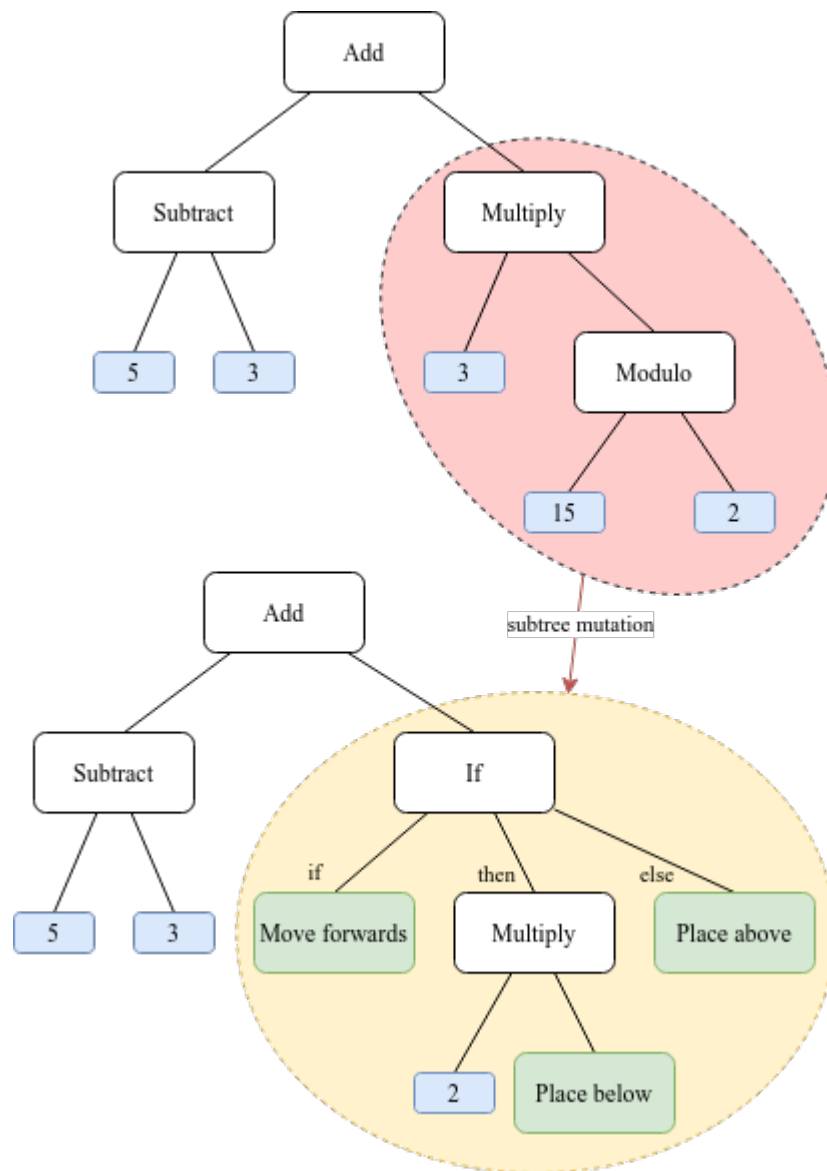 Add
Subtract
Multiply
5
3
3
Modulo
15
2
subtree mutation
Add
Subtract
If
if
then
else
5
3
Move forwards
Multiply
Place above
2
Place below